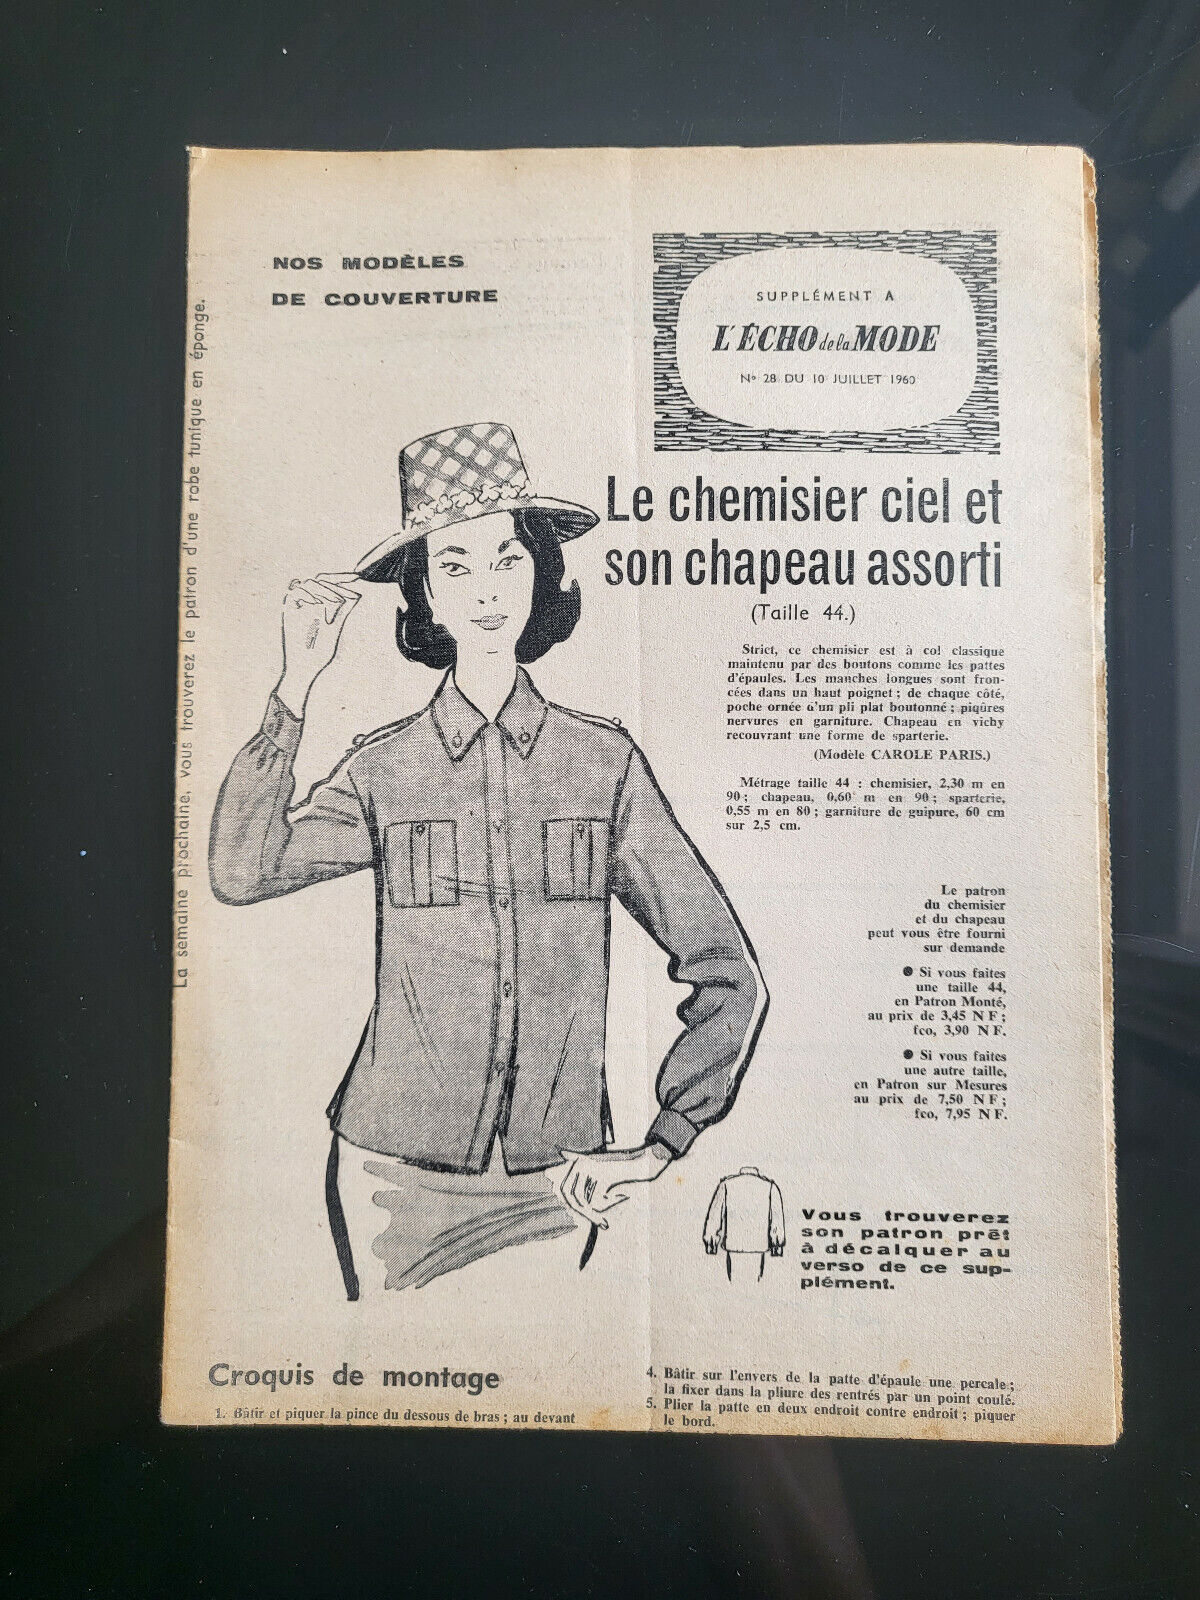 NOS MODÈLES
DE COUVERTURE
SUPPLÉMENT A
L'ÉCHO de la MODE
Nº 28 DU 10 JUILLET 1960
La semaine prochaine, vous trouverez le patron d'une robe tunique en éponge.
Le chemisier ciel et
son chapeau assorti
(Taille 44.)
Strict, ce chemisier est à col classique
maintenu par des boutons comme les pattes
d'épaules. Les manches longues sont fron-
cées dans un haut poignet ; de chaque côté,
poche ornée d'un pli plat boutonné ; piqûres
nervures en garniture. Chapeau en vichy
recouvrant une forme de sparterie.
(Modèle CAROLE PARIS.)
Métrage taille 44 : chemisier, 2,30 m en
90 ; chapeau, 0,60 m en 90 ; sparterie,
0,55 m en 80 ; garniture de guipure, 60 cm
sur 2,5 cm.
Le patron
du chemisier
et du chapeau
peut vous être fourni
sur demande
● Si vous faites
une taille 44,
en Patron Monté,
au prix de 3,45 NF ;
fco, 3,90 NF.
● Si vous faites
une autre taille,
en Patron sur Mesures
au prix de 7,50 NF ;
fco, 7,95 NF.
Vous trouverez
son patron prêt
à décalquer au
verso de ce sup-
plément.
Croquis de montage
1. Bâtir et piquer la pince du dessous de bras ; au devant
4. Bâtir sur l'envers de la patte d'épaule une percale ;
la fixer dans la pliure des rentrés par un point coulé.
5. Plier la patte en deux endroit contre endroit ; piquer
le bord.